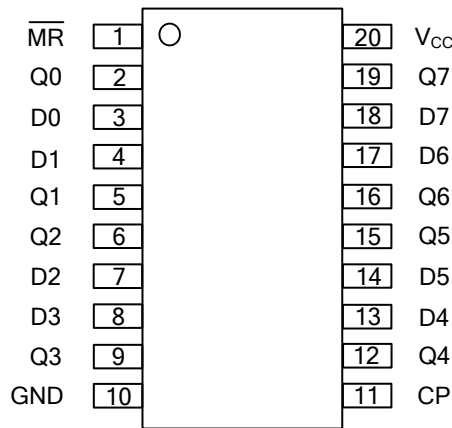 M̅R̅ 1 20 VCC
Q0 2 19 Q7
D0 3 18 D7
D1 4 17 D6
Q1 5 16 Q6
Q2 6 15 Q5
D2 7 14 D5
D3 8 13 D4
Q3 9 12 Q4
GND 10 11 CP